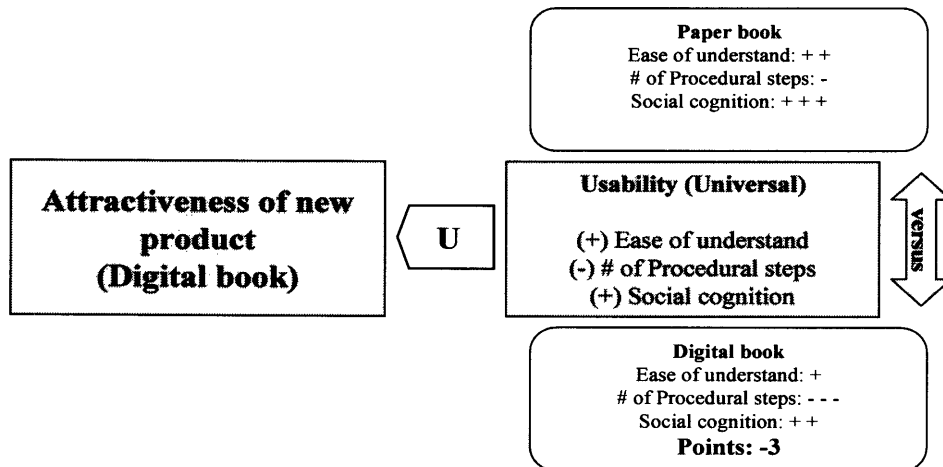 Paper book
Ease of understand: + +
# of Procedural steps: -
Social cognition: + + +
Attractiveness of new
product
(Digital book)
U
Usability (Universal)
(+) Ease of understand
(-) # of Procedural steps
(+) Social cognition
versus
Digital book
Ease of understand: +
# of Procedural steps: - - -
Social cognition: + +
Points: -3